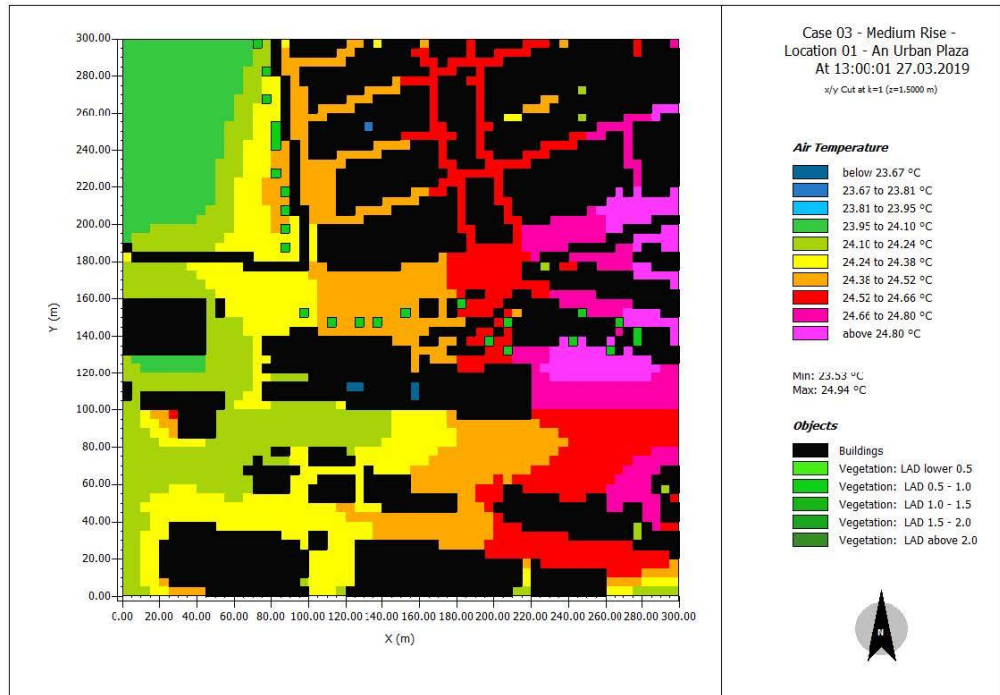 Case 03 - Medium Rise -
Location 01 - An Urban Plaza
At 13:00:01 27.03.2019
x/y Cut at k=1 (z=1.5000 m)
Air Temperature
below 23.67 °C
23.67 to 23.81 °C
23.81 to 23.95 °C
23.95 to 24.10 °C
24.10 to 24.24 °C
24.24 to 24.38 °C
24.38 to 24.52 °C
24.52 to 24.66 °C
24.66 to 24.80 °C
above 24.80 °C
Min: 23.53 °C
Max: 24.94 °C
Objects
Buildings
Vegetation: LAD lower 0.5
Vegetation: LAD 0.5 - 1.0
Vegetation: LAD 1.0 - 1.5
Vegetation: LAD 1.5 - 2.0
Vegetation: LAD above 2.0
N
300.00
280.00
260.00
240.00
220.00
200.00
180.00
160.00
140.00
120.00
100.00
80.00
60.00
40.00
20.00
0.00
Y (m)
0.00 20.00 40.00 60.00 80.00 100.00 120.00 140.00 160.00 180.00 200.00 220.00 240.00 260.00 280.00 300.00
X (m)